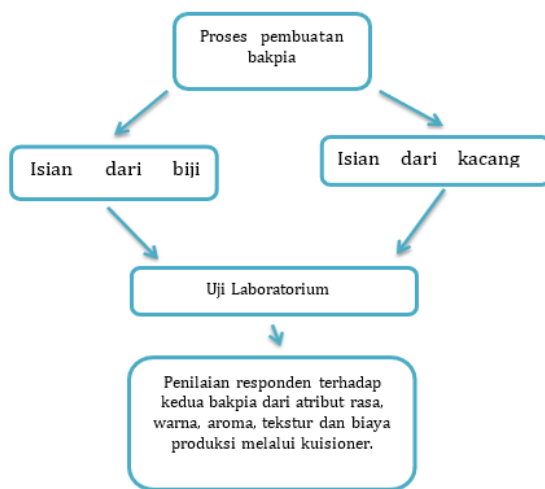 Proses pembuatan
bakpia
Isian dari biji
Isian dari kacang
Uji Laboratorium
Penilaian responden terhadap
kedua bakpia dari atribut rasa,
warna, aroma, tekstur dan biaya
produksi melalui kuisioner.